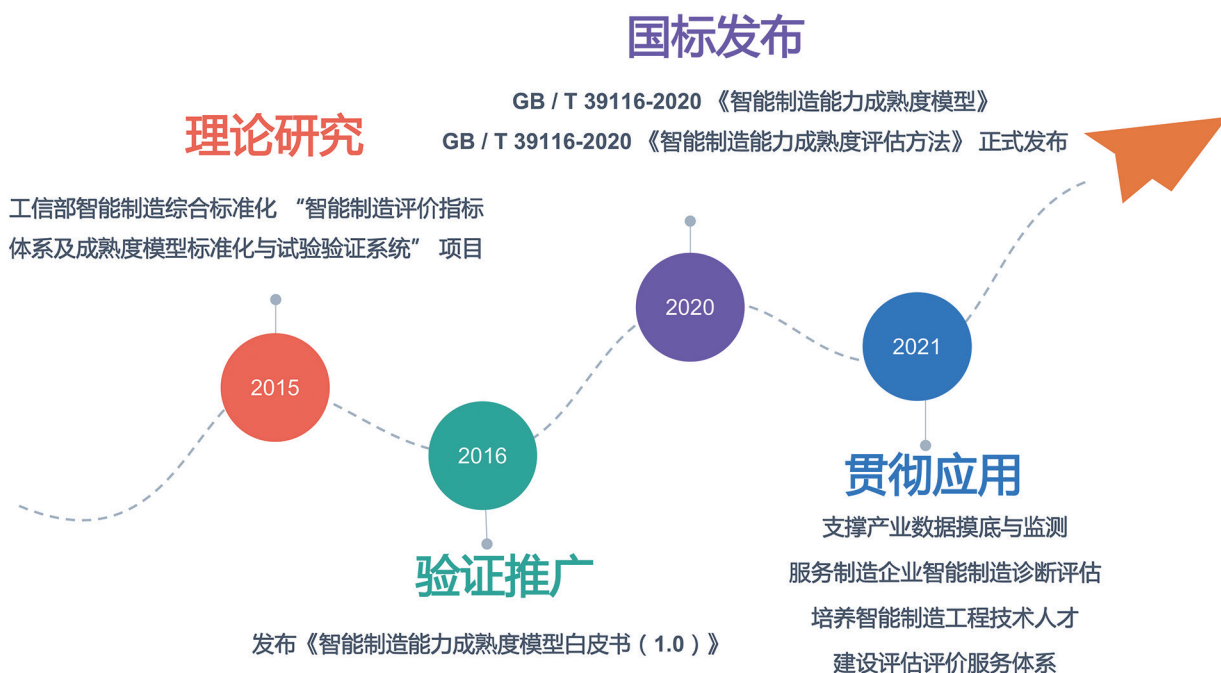 国标发布
GB / T 39116-2020 《智能制造能力成熟度模型》
GB / T 39116-2020 《智能制造能力成熟度评估方法》 正式发布
理论研究
工信部智能制造综合标准化 “智能制造评价指标
体系及成熟度模型标准化与试验验证系统” 项目
2015
2016
2020
2021
验证推广
发布《智能制造能力成熟度模型白皮书（1.0）》
贯彻应用
支撑产业数据摸底与监测
服务制造企业智能制造诊断评估
培养智能制造工程技术人才
建设评估评价服务体系